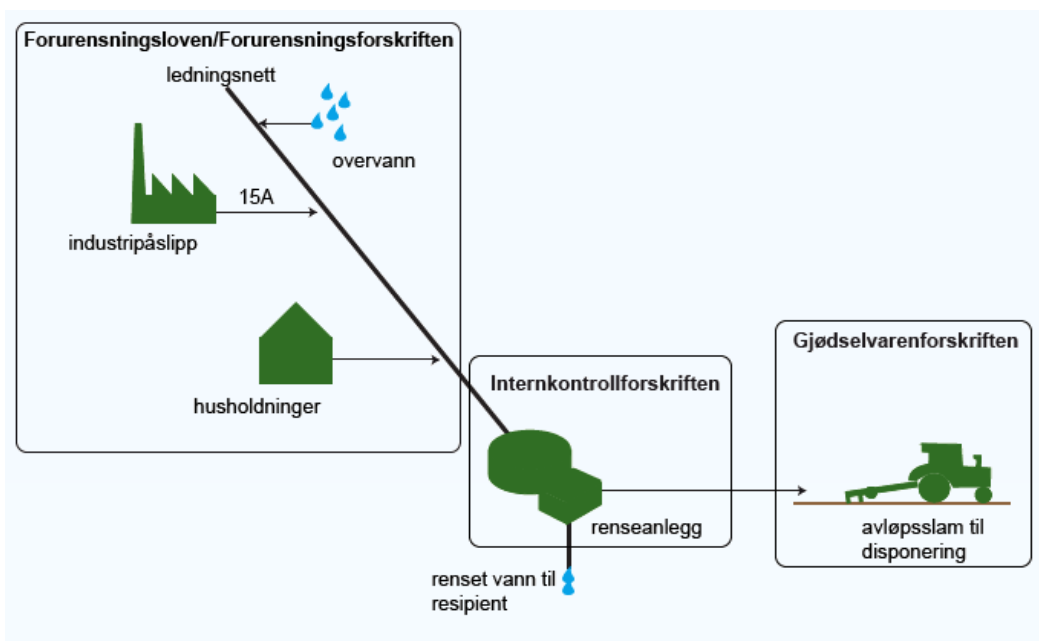 Forurensningsloven/Forurensningsforskriften
ledningsnett
overvann
15A
industripåslipp
husholdninger
Internkontrollforskriften
renseanlegg
renset vann til
resipient
Gjødselvarenforskriften
avløpsslam til
disponering